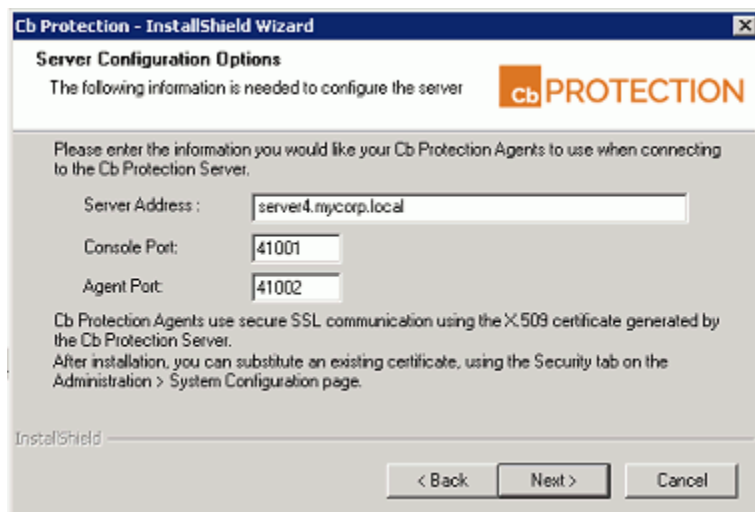 Cb Protection - InstallShield Wizard
Server Configuration Options
The following information is needed to configure the server
Cb PROTECTION
Please enter the information you would like your Cb Protection Agents to use when connecting
to the Cb Protection Server.
Server Address : server4.mycorp.local
Console Port: 41001
Agent Port: 41002
Cb Protection Agents use secure SSL communication using the X.509 certificate generated by
the Cb Protection Server.
After installation, you can substitute an existing certificate, using the Security tab on the
Administration > System Configuration page.
InstallShield
< Back Next > Cancel